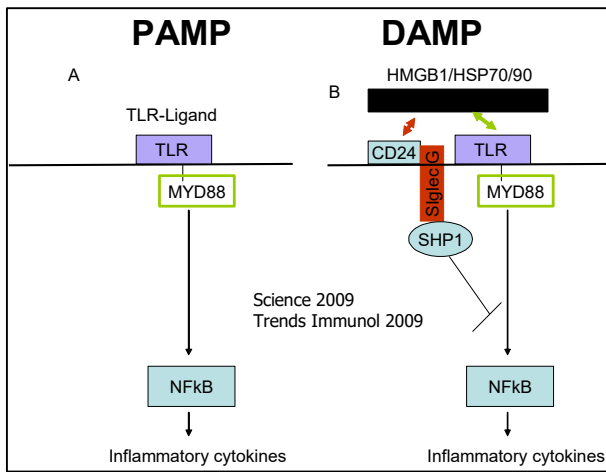 PAMP
DAMP
A
TLR-Ligand
TLR
MYD88
NFkB
Inflammatory cytokines
B
HMGB1/HSP70/90
CD24
SIglec G
TLR
MYD88
SHP1
Science 2009
Trends Immunol 2009
NFkB
Inflammatory cytokines